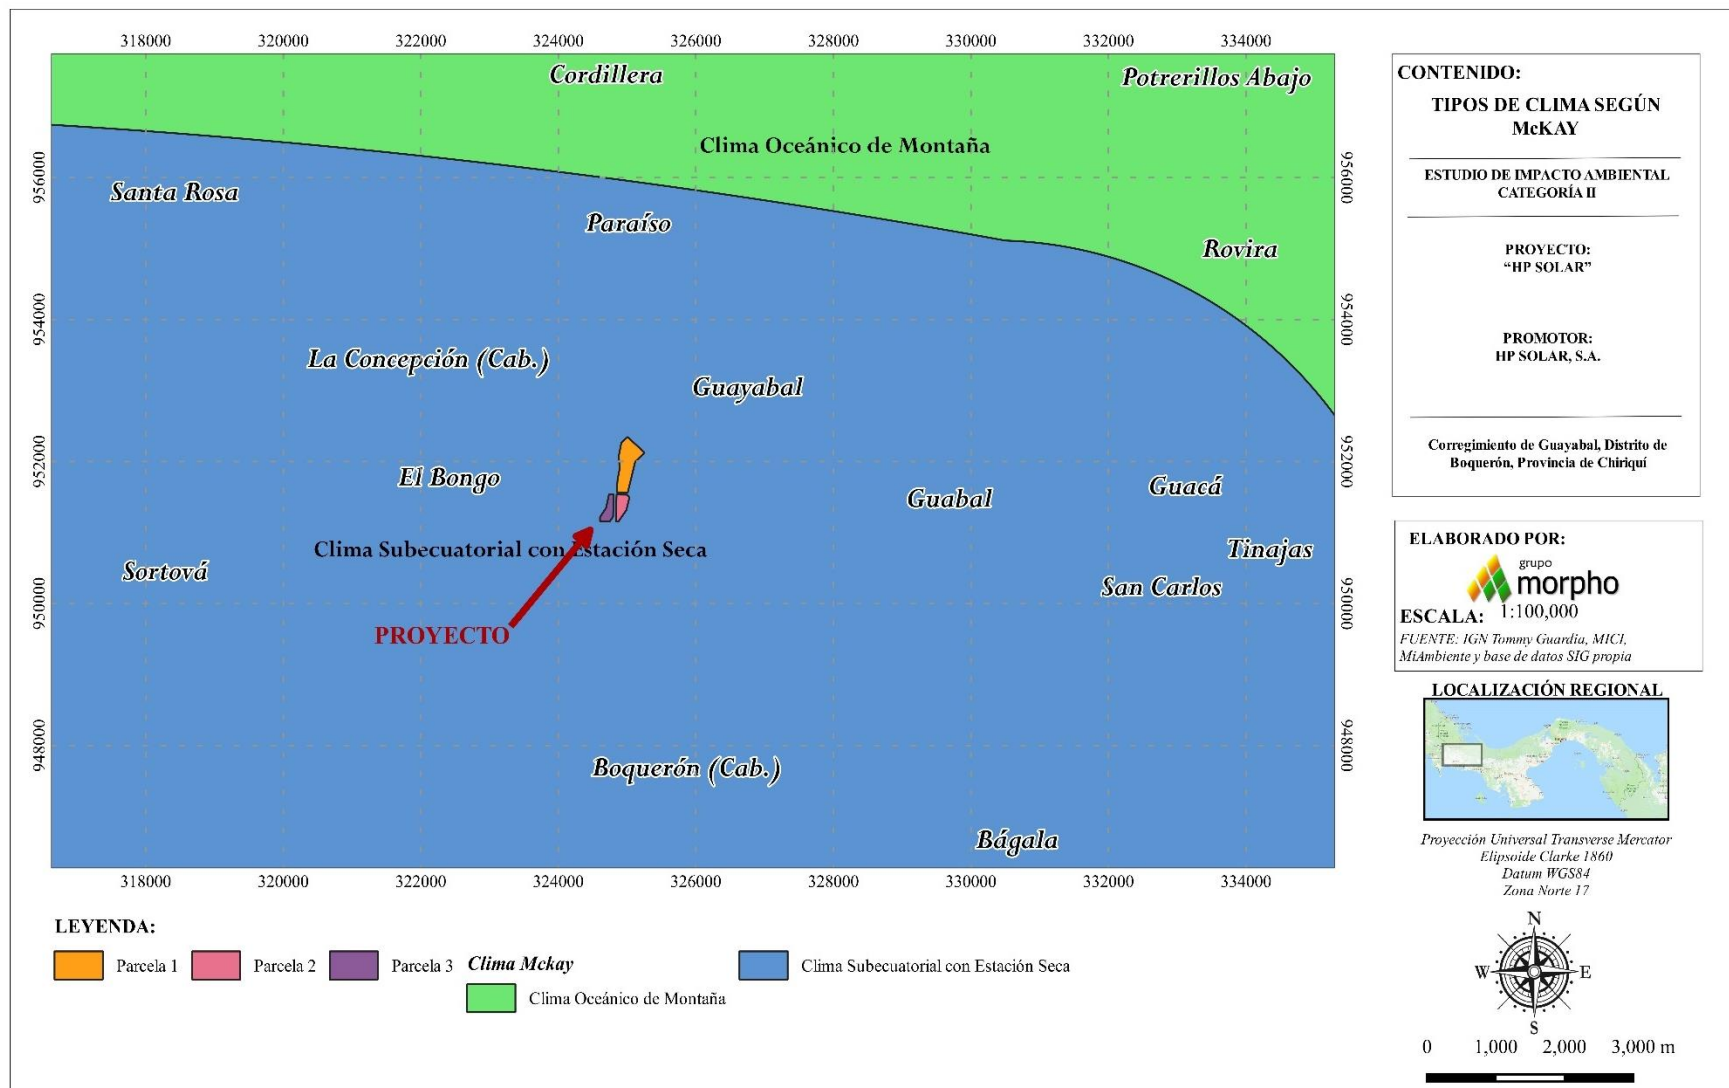 318000 320000 322000 324000 326000 328000 330000 332000 334000
Cordillera
Potrerillos Abajo
Clima Oceánico de Montaña
956000 956000
Santa Rosa
Paraíso
Rovira
954000 954000
La Concepción (Cab.)
Guayabal
952000 952000
El Bongo
Guabal
Guacá
Clima Subecuatorial con Estación Seca
Tinajas
Sortová
San Carlos
950000 950000
PROYECTO
948000 948000
Boquerón (Cab.)
Bágala
318000 320000 322000 324000 326000 328000 330000 332000 334000
LEYENDA:
Parcela 1
Parcela 2
Parcela 3
Clima Mckay
Clima Subecuatorial con Estación Seca
Clima Oceánico de Montaña
CONTENIDO:
TIPOS DE CLIMA SEGÚN
McKAY
ESTUDIO DE IMPACTO AMBIENTAL
CATEGORÍA II
PROYECTO:
“HP SOLAR”
PROMOTOR:
HP SOLAR, S.A.
Corregimiento de Guayabal, Distrito de
Boquerón, Provincia de Chiriquí
ELABORADO POR:
grupo
morpho
ESCALA: 1:100,000
FUENTE: IGN Tommy Guardia, MICI,
MiAmbiente y base de datos SIG propia
LOCALIZACIÓN REGIONAL
Proyección Universal Transverse Mercator
Elipsoide Clarke 1860
Datum WGS84
Zona Norte 17
N
W E
S
0 1,000 2,000 3,000 m